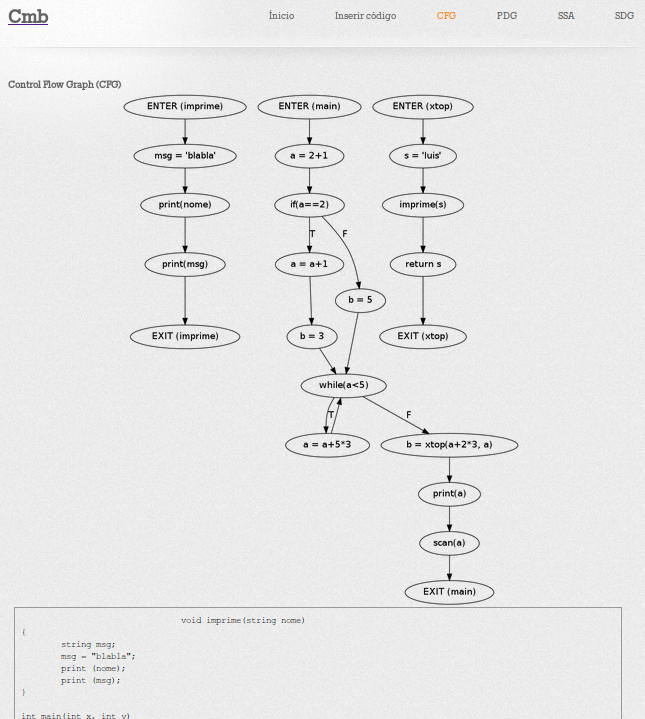 Cmb
Ínicio Inserir código CFG PDG SSA SDG
Control Flow Graph (CFG)
ENTER (imprime) ENTER (main) ENTER (xtop)
msg = 'blabla' a = 2+1 s = 'luis'
print(nome) if(a==2) imprime(s)
T F
print(msg) a = a+1 return s
b = 5
EXIT (imprime) b = 3 EXIT (xtop)
while(a<5)
T F
a = a+5*3 b = xtop(a+2*3, a)
print(a)
scan(a)
EXIT (main)
void imprime(string nome)
{
string msg;
msg = "blabla";
print (nome);
print (msg);
}
int main(int x, int y)